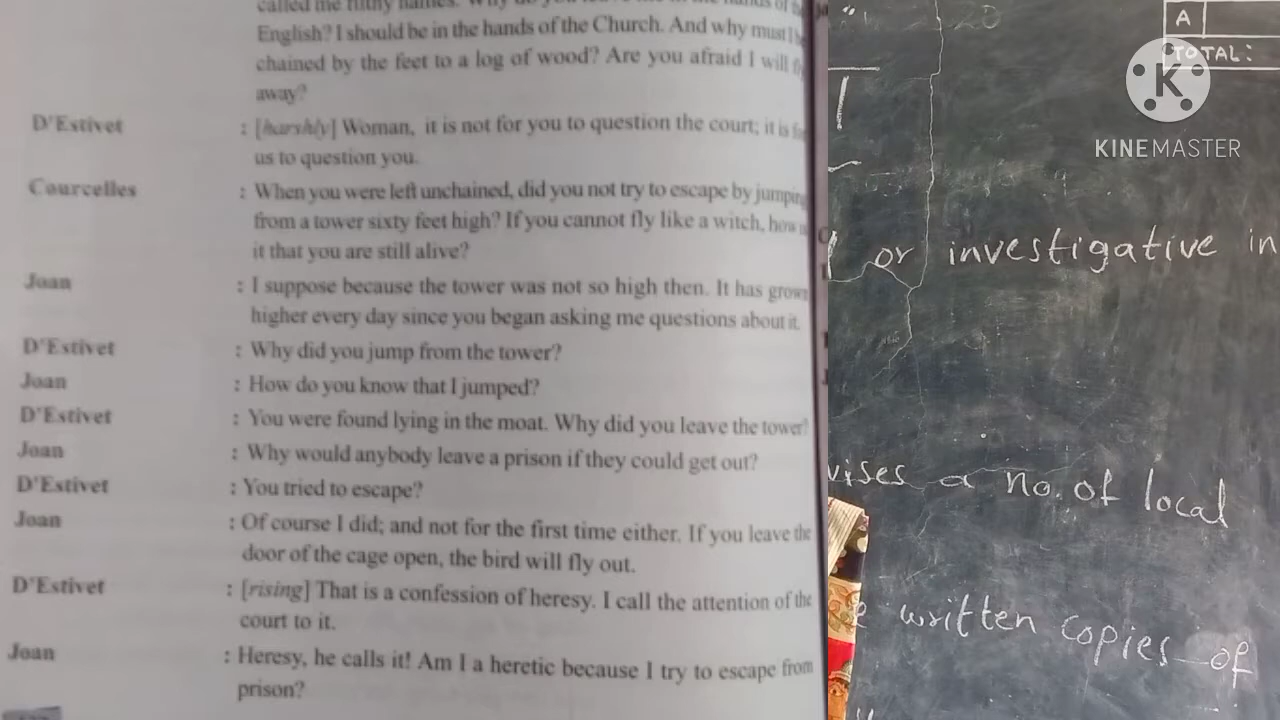 English? I should be in the hands of the Church. And why must I be
chained by the feet to a log of wood? Are you afraid I will fly
away?
D'Estivet : [harshly] Woman, it is not for you to question the court; it is for
us to question you.
Courcelles : When you were left unchained, did you not try to escape by jumping
from a tower sixty feet high? If you cannot fly like a witch, how is
it that you are still alive?
Joan : I suppose because the tower was not so high then. It has grown
higher every day since you began asking me questions about it.
D'Estivet : Why did you jump from the tower?
Joan : How do you know that I jumped?
D'Estivet : You were found lying in the moat. Why did you leave the tower?
Joan : Why would anybody leave a prison if they could get out?
D'Estivet : You tried to escape?
Joan : Of course I did; and not for the first time either. If you leave the
door of the cage open, the bird will fly out.
D'Estivet : [rising] That is a confession of heresy. I call the attention of the
court to it.
Joan : Heresy, he calls it! Am I a heretic because I try to escape from
prison?
A
TOTAL:
K
KINEMASTER
or investigative in
a no. of local
written copies of